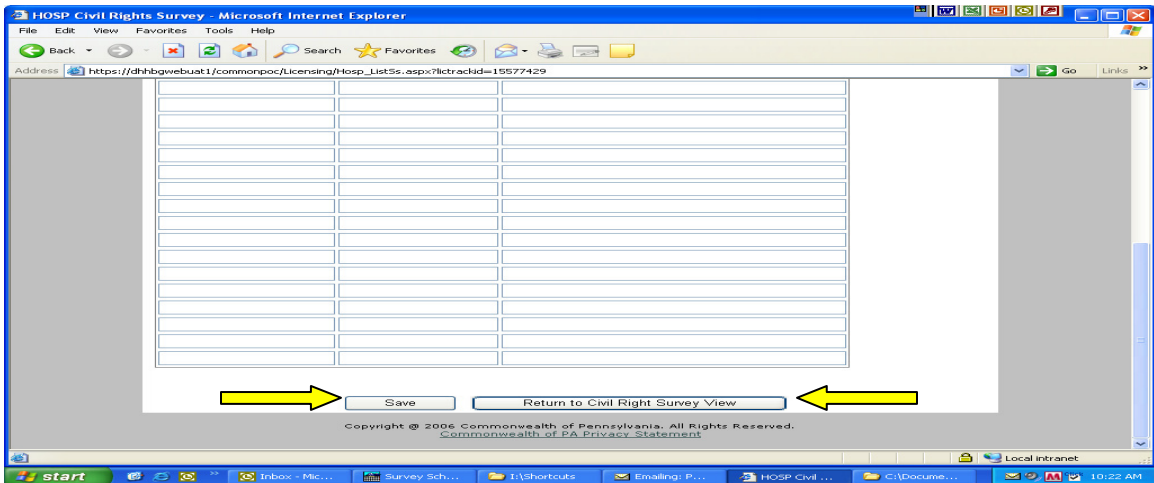 HOSP Civil Rights Survey - Microsoft Internet Explorer
File Edit View Favorites Tools Help
Back Search Favorites
Address https://dhhbgwebuat1/commonpoc/Licensing/Hosp_List5s.aspx?lictrackid=15577429 Go Links »
Save Return to Civil Right Survey View
Copyright @ 2006 Commonwealth of Pennsylvania. All Rights Reserved.
Commonwealth of PA Privacy Statement
Local intranet
start » Inbox - Mic... Survey Sch... I:\Shortcuts Emailing: P... HOSP Civil ... C:\Docume... 10:22 AM